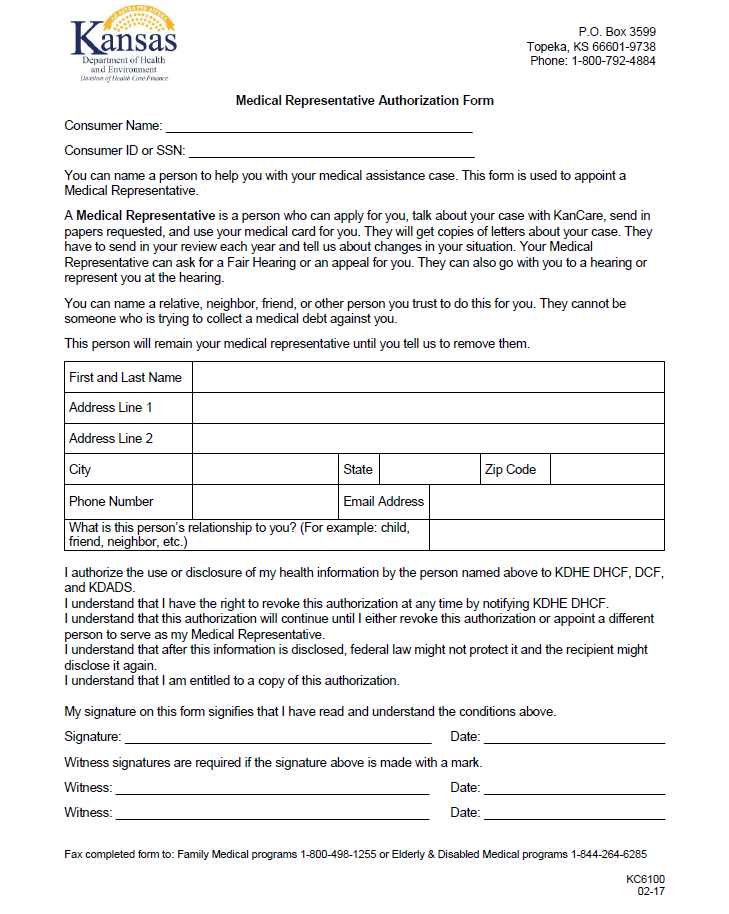 AD ASTRA PER ASPERA
Kansas
Department of Health
and Environment
Division of Health Care Finance
P.O. Box 3599
Topeka, KS 66601-9738
Phone: 1-800-792-4884
Medical Representative Authorization Form
Consumer Name:
Consumer ID or SSN:
You can name a person to help you with your medical assistance case. This form is used to appoint a
Medical Representative.
A Medical Representative is a person who can apply for you, talk about your case with KanCare, send in
papers requested, and use your medical card for you. They will get copies of letters about your case. They
have to send in your review each year and tell us about changes in your situation. Your Medical
Representative can ask for a Fair Hearing or an appeal for you. They can also go with you to a hearing or
represent you at the hearing.
You can name a relative, neighbor, friend, or other person you trust to do this for you. They cannot be
someone who is trying to collect a medical debt against you.
This person will remain your medical representative until you tell us to remove them.
First and Last Name
Address Line 1
Address Line 2
City State Zip Code
Phone Number Email Address
What is this person's relationship to you? (For example: child,
friend, neighbor, etc.)
I authorize the use or disclosure of my health information by the person named above to KDHE DHCF, DCF,
and KDADS.
I understand that I have the right to revoke this authorization at any time by notifying KDHE DHCF.
I understand that this authorization will continue until I either revoke this authorization or appoint a different
person to serve as my Medical Representative.
I understand that after this information is disclosed, federal law might not protect it and the recipient might
disclose it again.
I understand that I am entitled to a copy of this authorization.
My signature on this form signifies that I have read and understand the conditions above.
Signature: Date:
Witness signatures are required if the signature above is made with a mark.
Witness: Date:
Witness: Date:
Fax completed form to: Family Medical programs 1-800-498-1255 or Elderly & Disabled Medical programs 1-844-264-6285
KC6100
02-17